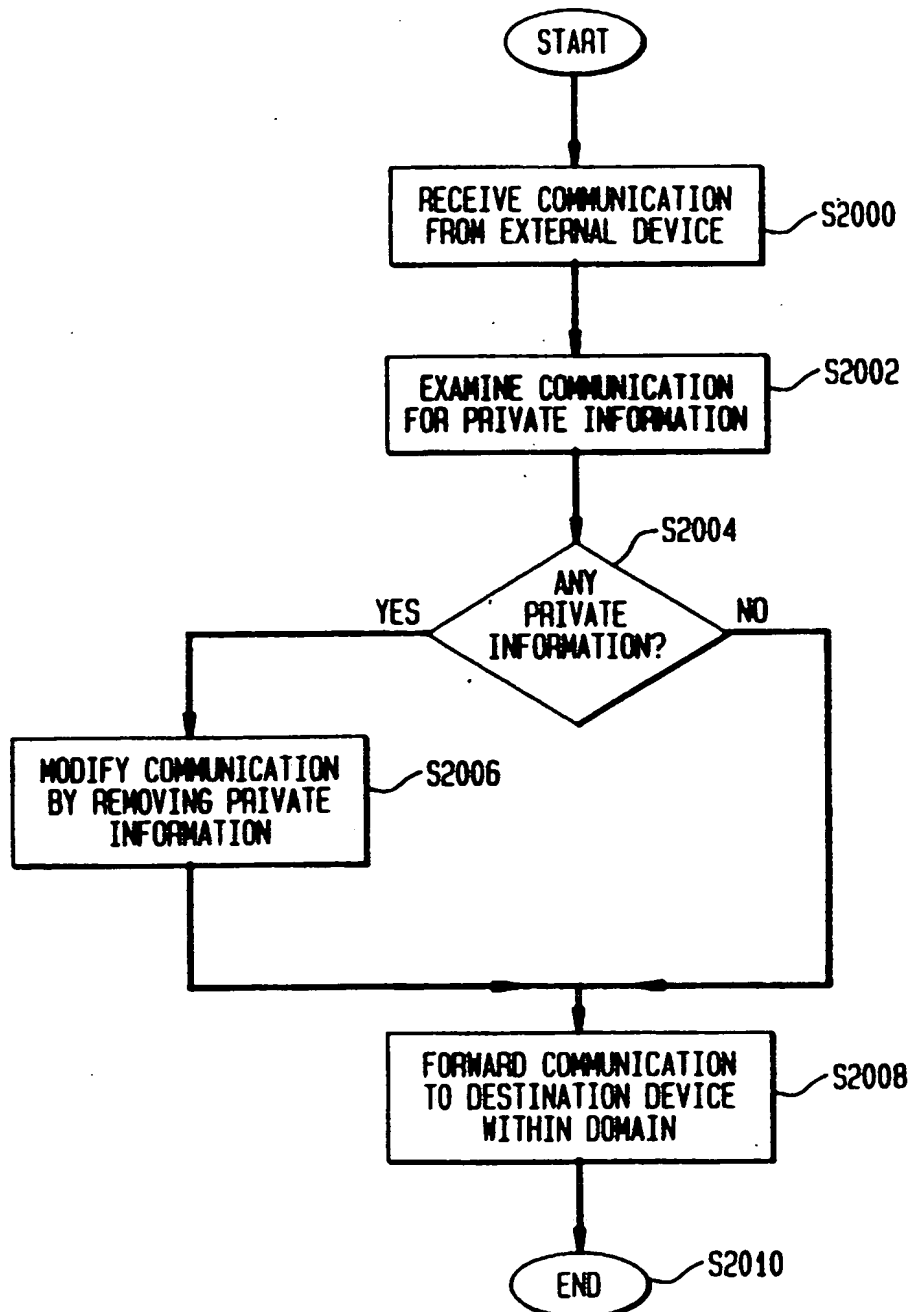 START
RECEIVE COMMUNICATION
FROM EXTERNAL DEVICE
S2000
EXAMINE COMMUNICATION
FOR PRIVATE INFORMATION
S2002
S2004
ANY
PRIVATE
INFORMATION?
YES
NO
MODIFY COMMUNICATION
BY REMOVING PRIVATE
INFORMATION
S2006
FORWARD COMMUNICATION
TO DESTINATION DEVICE
WITHIN DOMAIN
S2008
END
S2010